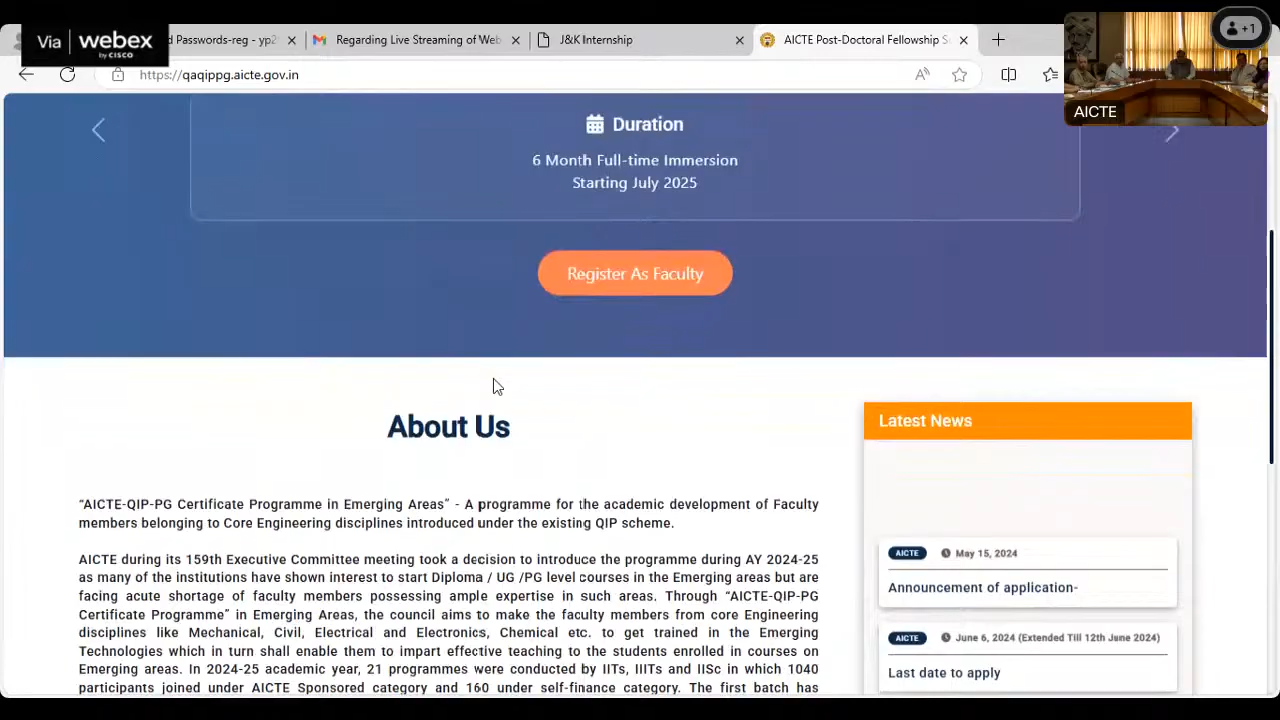 Via webex
by CISCO
d Passwords-reg - yp2
Regarding Live Streaming of Web
J&K Internship
AICTE Post-Doctoral Fellowship S
+1
https://qaqippg.aicte.gov.in
AICTE
Duration
6 Month Full-time Immersion
Starting July 2025
Register As Faculty
About Us
“AICTE-QIP-PG Certificate Programme in Emerging Areas” - A programme for the academic development of Faculty
members belonging to Core Engineering disciplines introduced under the existing QIP scheme.
AICTE during its 159th Executive Committee meeting took a decision to introduce the programme during AY 2024-25
as many of the institutions have shown interest to start Diploma / UG /PG level courses in the Emerging areas but are
facing acute shortage of faculty members possessing ample expertise in such areas. Through “AICTE-QIP-PG
Certificate Programme” in Emerging Areas, the council aims to make the faculty members from core Engineering
disciplines like Mechanical, Civil, Electrical and Electronics, Chemical etc. to get trained in the Emerging
Technologies which in turn shall enable them to impart effective teaching to the students enrolled in courses on
Emerging areas. In 2024-25 academic year, 21 programmes were conducted by IITs, IIITs and IISc in which 1040
participants joined under AICTE Sponsored category and 160 under self-finance category. The first batch has
Latest News
AICTE May 15, 2024
Announcement of application-
AICTE June 6, 2024 (Extended Till 12th June 2024)
Last date to apply